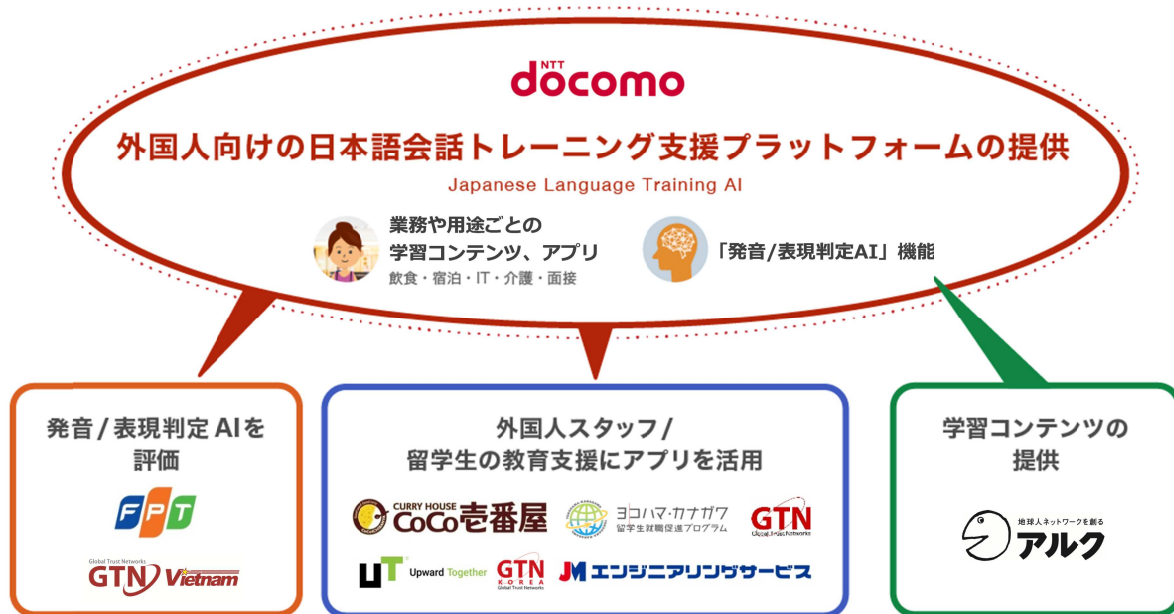 NTT
döcomo
外国人向けの日本語会話トレーニング支援プラットフォームの提供
Japanese Language Training AI
業務や用途ごとの
学習コンテンツ、アプリ
飲食・宿泊・IT・介護・面接
「発音/表現判定AI」機能
発音/表現判定 AIを
評価
FPT
Global Trust Networks
GTN Vietnam
外国人スタッフ/
留学生の教育支援にアプリを活用
CURRY HOUSE
CoCo壱番屋
ヨコハマ・カナガワ
留学生就職促進プログラム
GTN
Global Trust Networks
UT Upward Together
GTN
KOREA
Global Trust Networks
JMエンジニアリングサービス
学習コンテンツの
提供
地球人ネットワークを創る
アルク